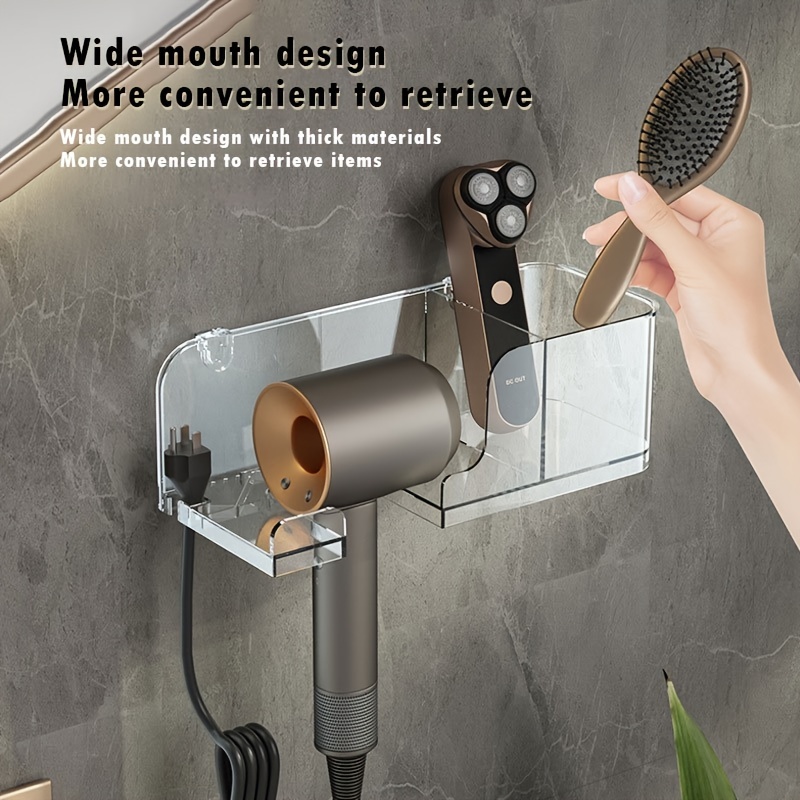 Wide mouth design
More convenient to retrieve
Wide mouth design with thick materials
More convenient to retrieve items
BC OUT